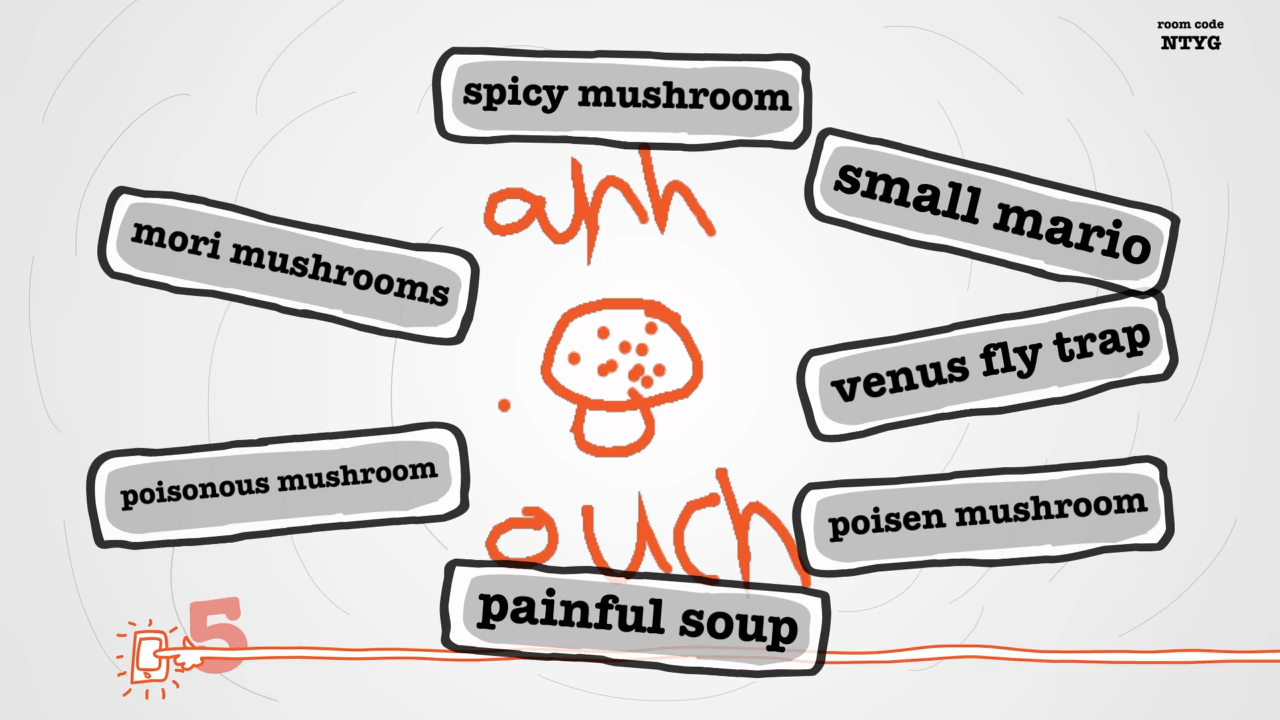 room code
NTYG
spicy mushroom
small mario
ahh
mori mushrooms
venus fly trap
poisonous mushroom
poisen mushroom
ouch
painful soup
5